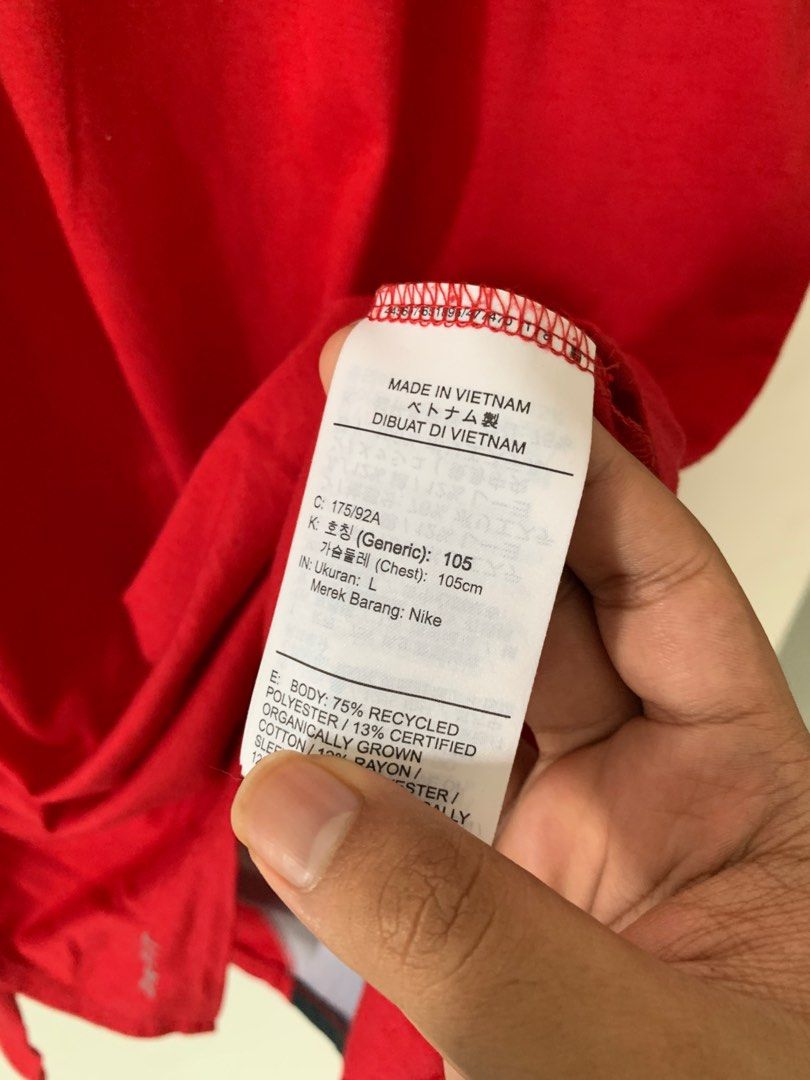 MADE IN VIETNAM
ベトナム製
DIBUAT DI VIETNAM
C: 175/92A
K: 호칭 (Generic): 105
가슴둘레 (Chest): 105cm
IN: Ukuran: L
Merek Barang: Nike
E: BODY: 75% RECYCLED
POLYESTER / 13% CERTIFIED
ORGANICALLY GROWN
COTTON / 12% RAYON /